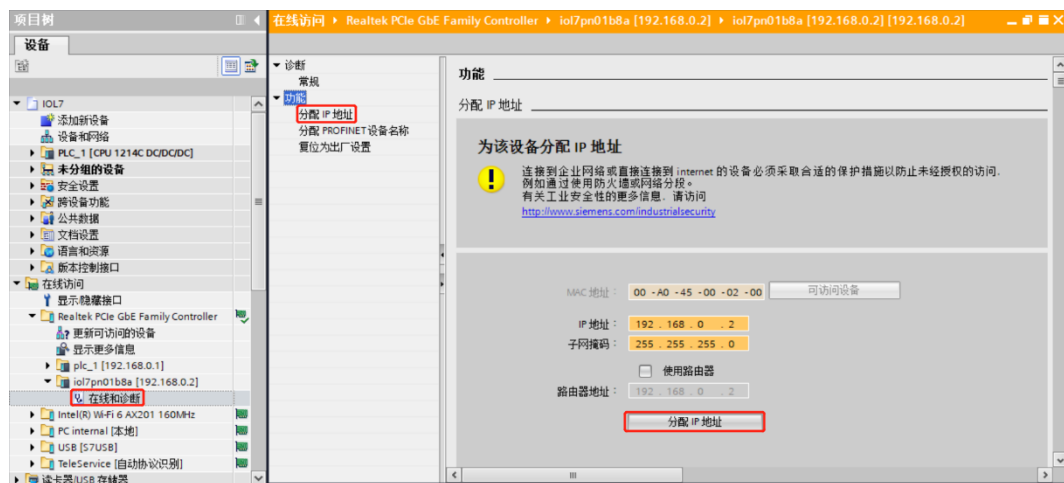 项目树
设备
IOL7
添加新设备
设备和网络
PLC_1 [CPU 1214C DC/DC/DC]
未分组的设备
安全设置
跨设备功能
公共数据
文档设置
语言和资源
版本控制接口
在线访问
显示/隐藏接口
Realtek PCIe GbE Family Controller
更新可访问的设备
显示更多信息
plc_1 [192.168.0.1]
iol7pn01b8a [192.168.0.2]
在线和诊断
Intel(R) Wi-Fi 6 AX201 160MHz
PC internal [本地]
USB [S7USB]
TeleService [自动协议识别]
读卡器/USB 存储器
在线访问 ▸ Realtek PCIe GbE Family Controller ▸ iol7pn01b8a [192.168.0.2] ▸ iol7pn01b8a [192.168.0.2] [192.168.0.2]
诊断
常规
功能
分配 IP 地址
分配 PROFINET 设备名称
复位为出厂设置
功能
分配 IP 地址
为该设备分配 IP 地址
连接到企业网络或直接连接到 internet 的设备必须采取合适的保护措施以防止未经授权的访问.
例如通过使用防火墙或网络分段。
有关工业安全性的更多信息. 请访问
http://www.siemens.com/industrialsecurity
MAC 地址: 00 -A0 -45 -00 -02 -00 可访问设备
IP 地址: 192 . 168 . 0 . 2
子网掩码: 255 . 255 . 255 . 0
使用路由器
路由器地址: 192 . 168 . 0 . 2
分配 IP 地址